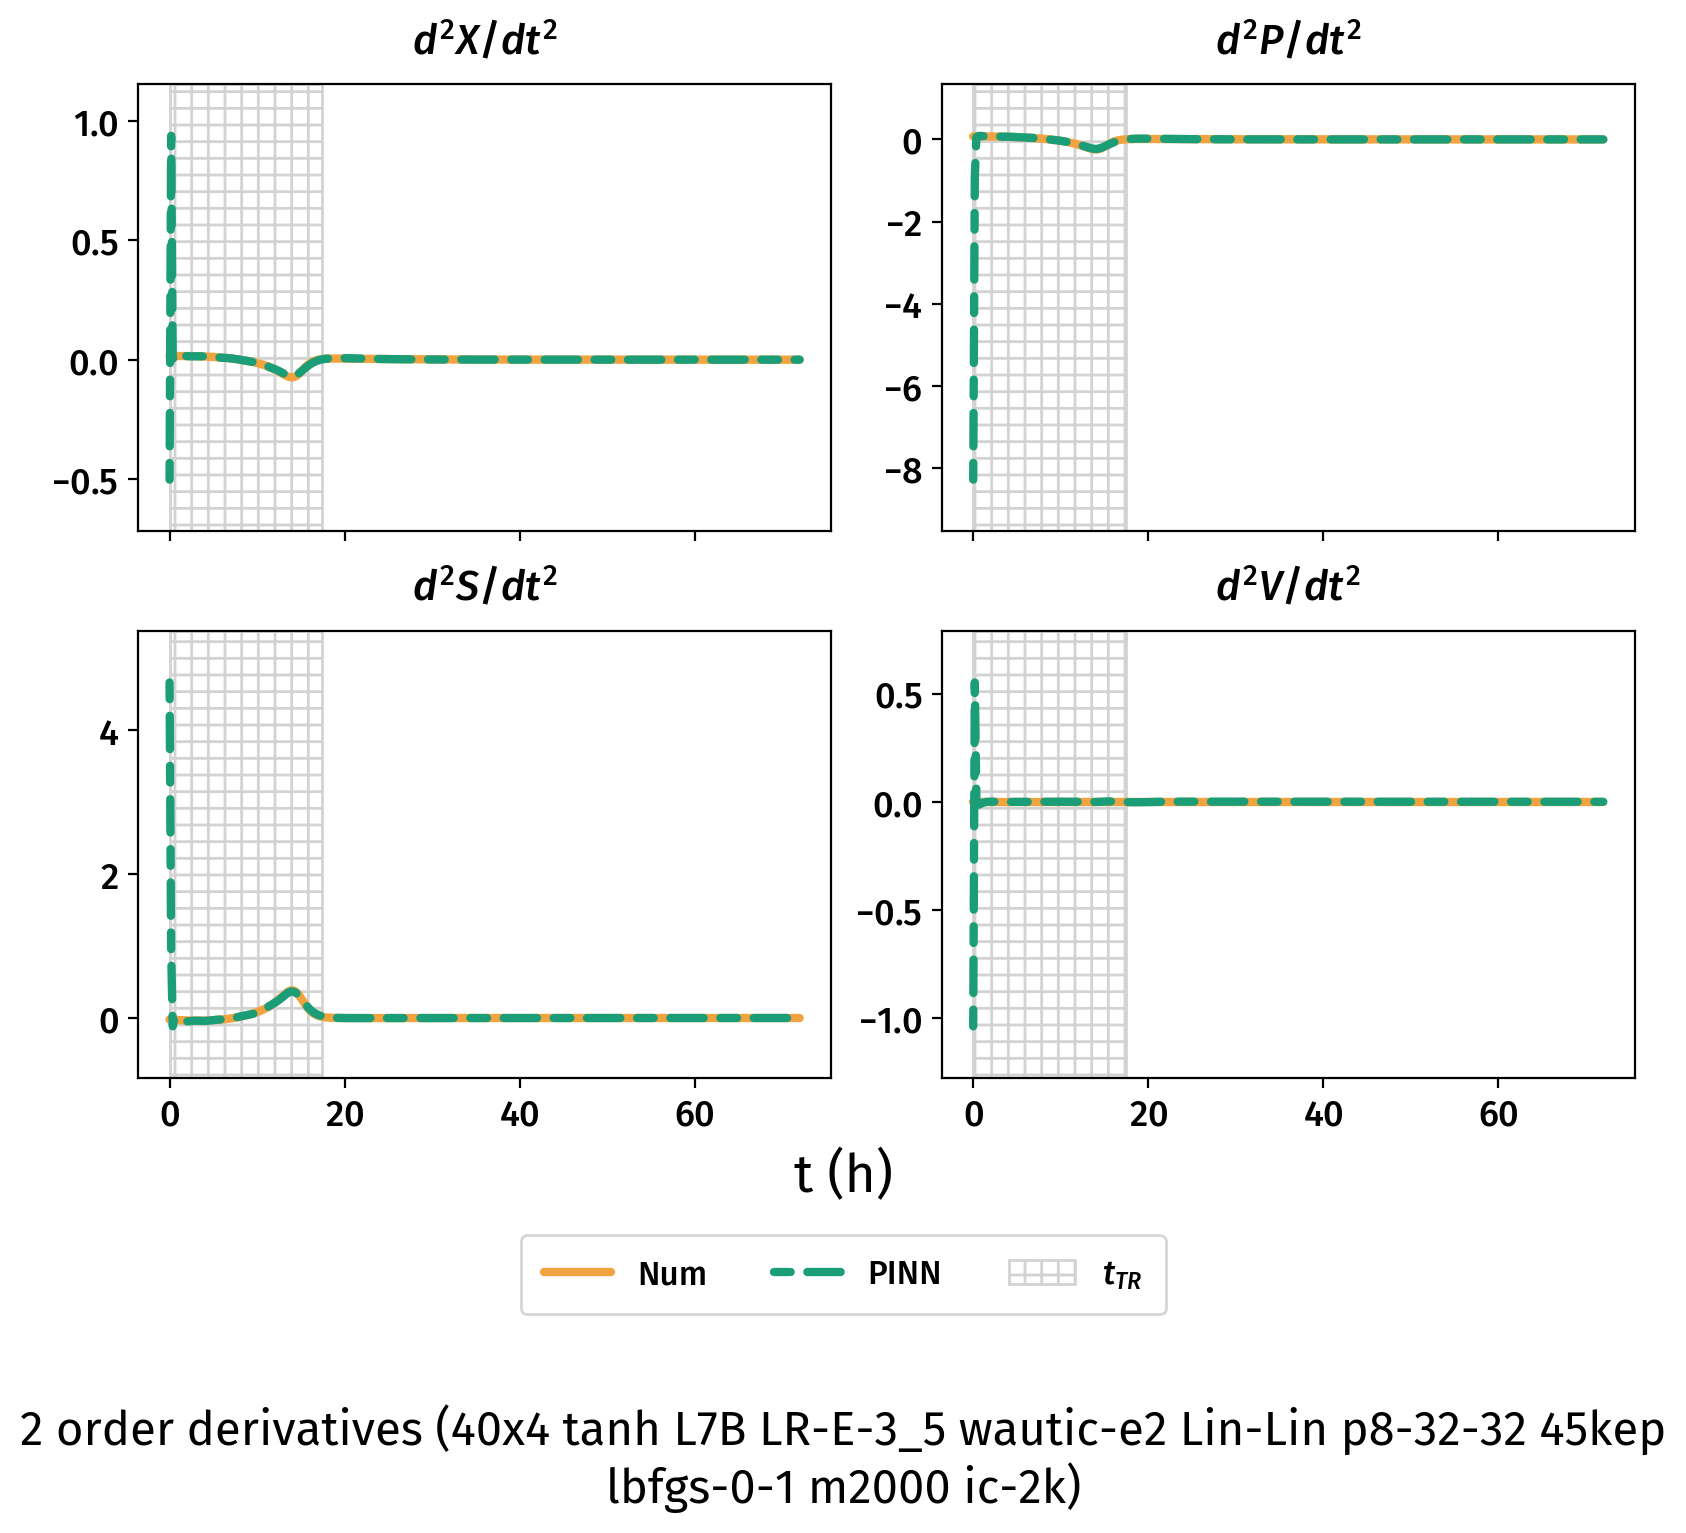 d²X/dt²
d²P/dt²
1.0
0.5
0.0
−0.5
0
−2
−4
−6
−8
d²S/dt²
d²V/dt²
4
2
0
0.5
0.0
−0.5
−1.0
0 20 40 60
0 20 40 60
t (h)
Num PINN t_TR
2 order derivatives (40x4 tanh L7B LR-E-3_5 wautic-e2 Lin-Lin p8-32-32 45kep
lbfgs-0-1 m2000 ic-2k)